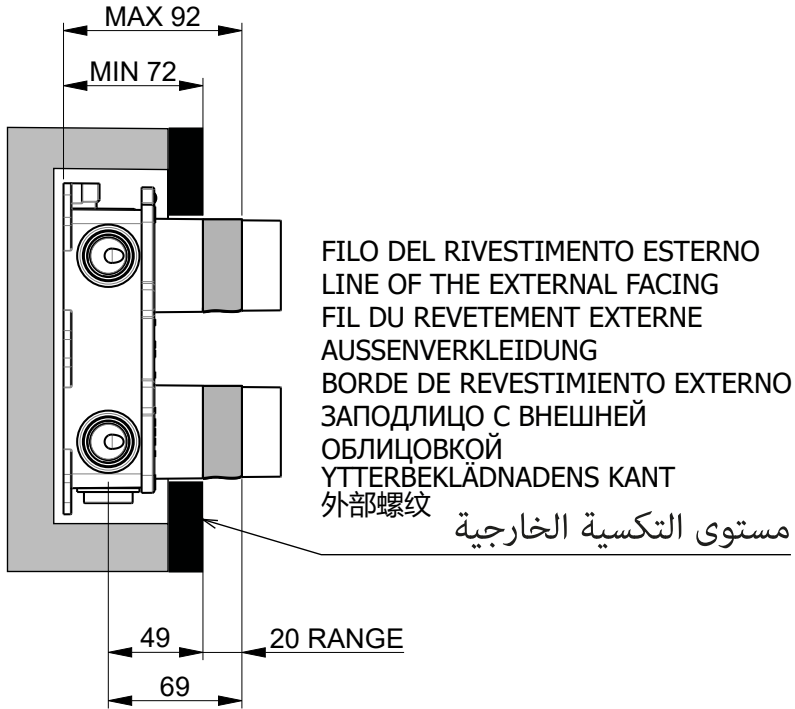 MAX 92
MIN 72
FILO DEL RIVESTIMENTO ESTERNO
LINE OF THE EXTERNAL FACING
FIL DU REVETEMENT EXTERNE
AUSSENVERKLEIDUNG
BORDE DE REVESTIMIENTO EXTERNO
ЗАПОДЛИЦО С ВНЕШНЕЙ
ОБЛИЦОВКОЙ
YTTERBEKLÄDNADENS KANT
外部螺纹
مستوى التكسية الخارجية
49
20 RANGE
69